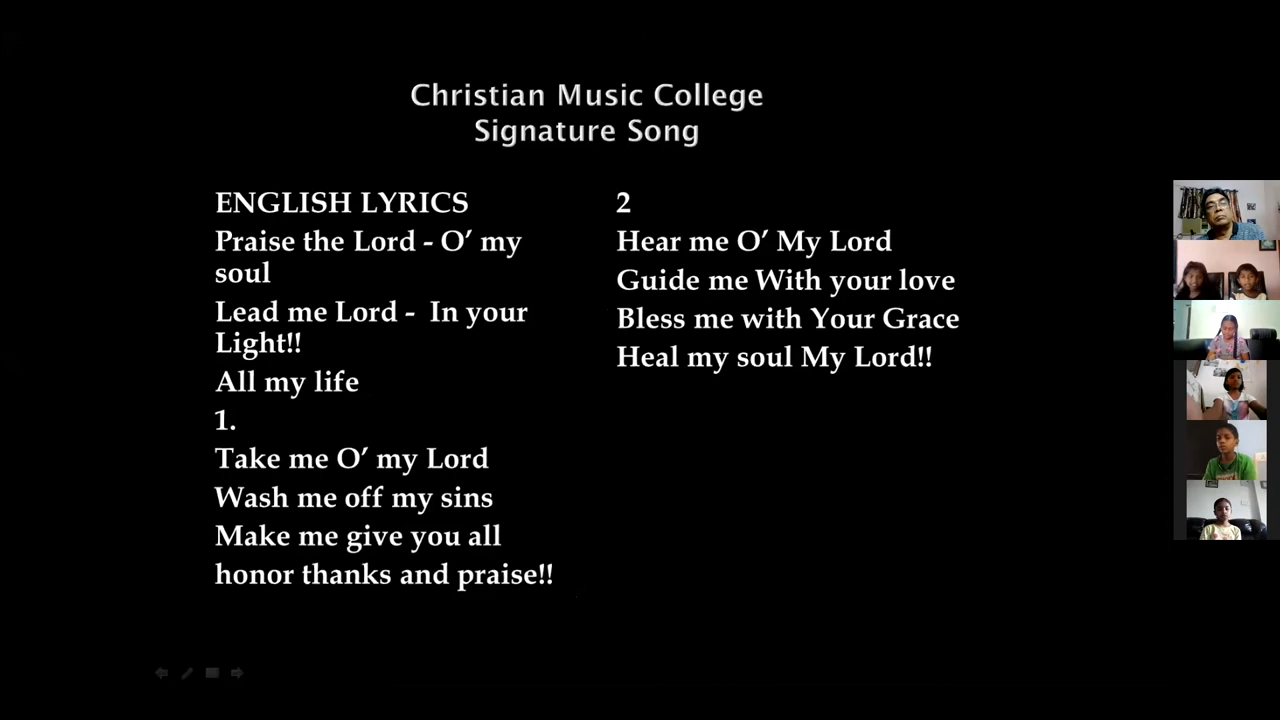 Christian Music College
Signature Song
ENGLISH LYRICS
Praise the Lord - O’ my
soul
Lead me Lord -  In your
Light!!
All my life
1.
Take me O’ my Lord
Wash me off my sins
Make me give you all
honor thanks and praise!!
2
Hear me O’ My Lord
Guide me With your love
Bless me with Your Grace
Heal my soul My Lord!!